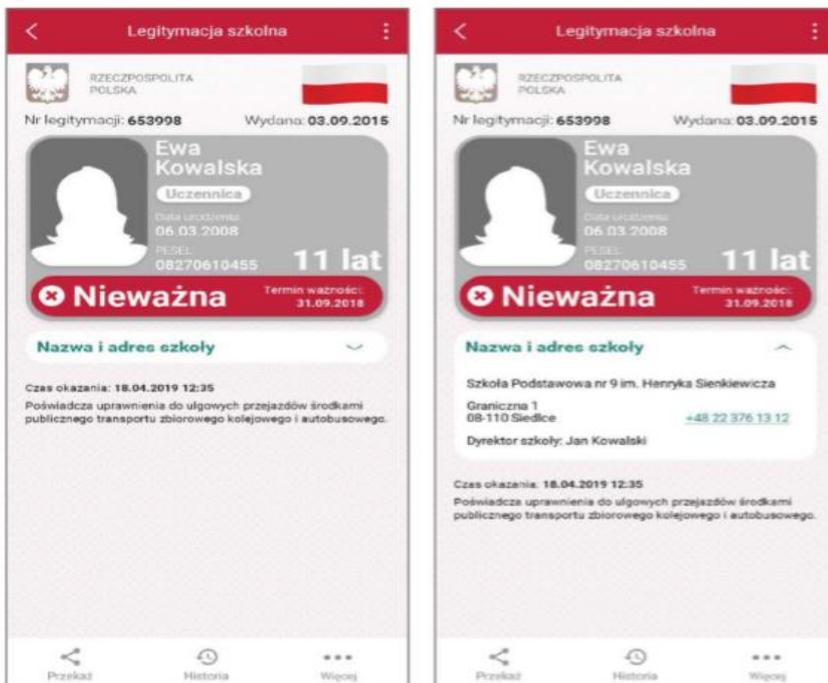 Legitymacja szkolna
RZECZPOSPOLITA
POLSKA
Nr legitymacji: 653998 Wydana: 03.09.2015
Ewa
Kowalska
Uczennica
Data urodzenia:
06.03.2008
PESEL:
08270610455
11 lat
Nieważna
Termin ważności:
31.09.2018
Nazwa i adres szkoły
Czas okazania: 18.04.2019 12:35
Poświadcza uprawnienia do ulgowych przejazdów środkami
publicznego transportu zbiorowego kolejowego i autobusowego.
Przekaż Historia Więcej
Legitymacja szkolna
RZECZPOSPOLITA
POLSKA
Nr legitymacji: 653998 Wydana: 03.09.2015
Ewa
Kowalska
Uczennica
Data urodzenia:
06.03.2008
PESEL:
08270610455
11 lat
Nieważna
Termin ważności:
31.09.2018
Nazwa i adres szkoły
Szkoła Podstawowa nr 9 im. Henryka Sienkiewicza
Graniczna 1
08-110 Siedlce +48 22 376 13 12
Dyrektor szkoły: Jan Kowalski
Czas okazania: 18.04.2019 12:35
Poświadcza uprawnienia do ulgowych przejazdów środkami
publicznego transportu zbiorowego kolejowego i autobusowego.
Przekaż Historia Więcej